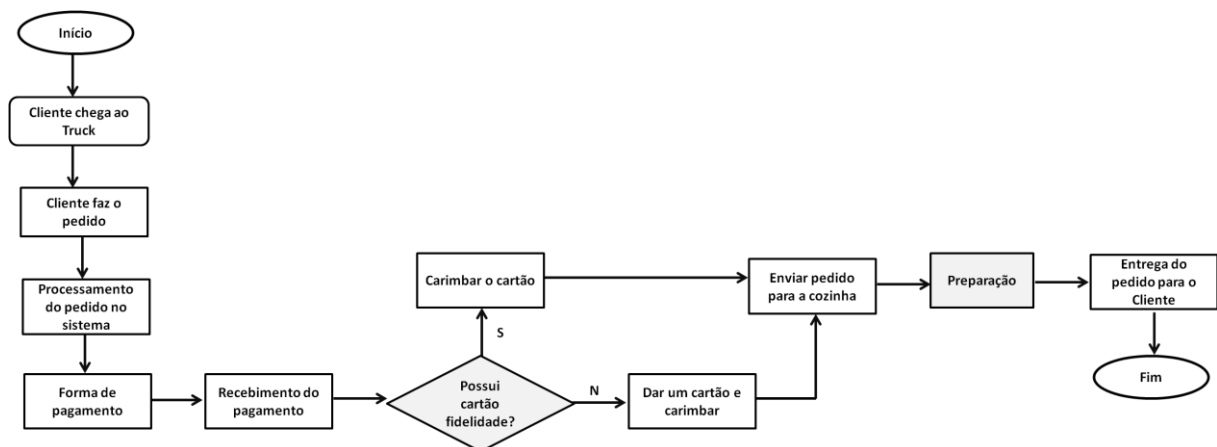 Início
Cliente chega ao
Truck
Cliente faz o
pedido
Processamento
do pedido no
sistema
Forma de
pagamento
Recebimento do
pagamento
Possui
cartão
fidelidade?
S
Carimbar o cartão
N
Dar um cartão e
carimbar
Enviar pedido
para a cozinha
Preparação
Entrega do
pedido para o
Cliente
Fim